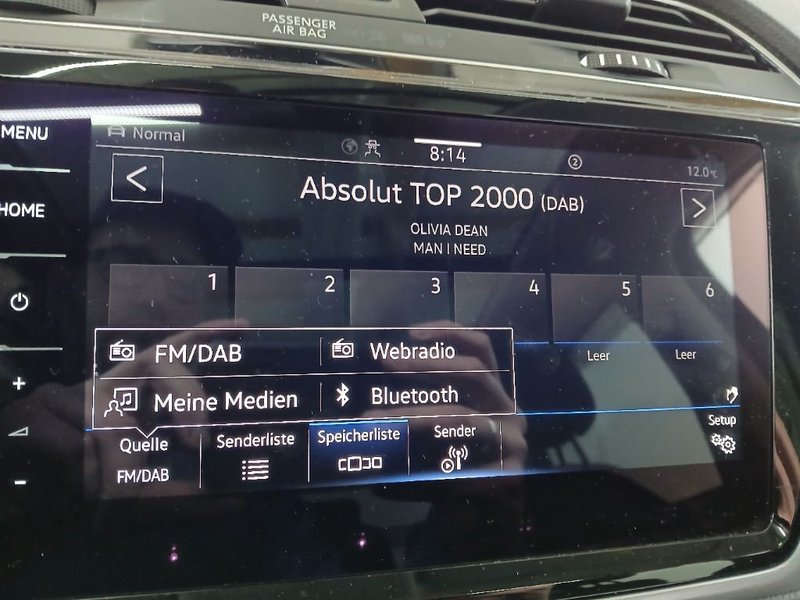 PASSENGER
AIR BAG
MENU
HOME
Normal
8:14
2
12.0°C
Absolut TOP 2000 (DAB)
OLIVIA DEAN
MAN I NEED
1
2
3
4
5
6
Leer
Leer
FM/DAB
Webradio
Meine Medien
Bluetooth
Quelle
FM/DAB
Senderliste
Speicherliste
Sender
Setup